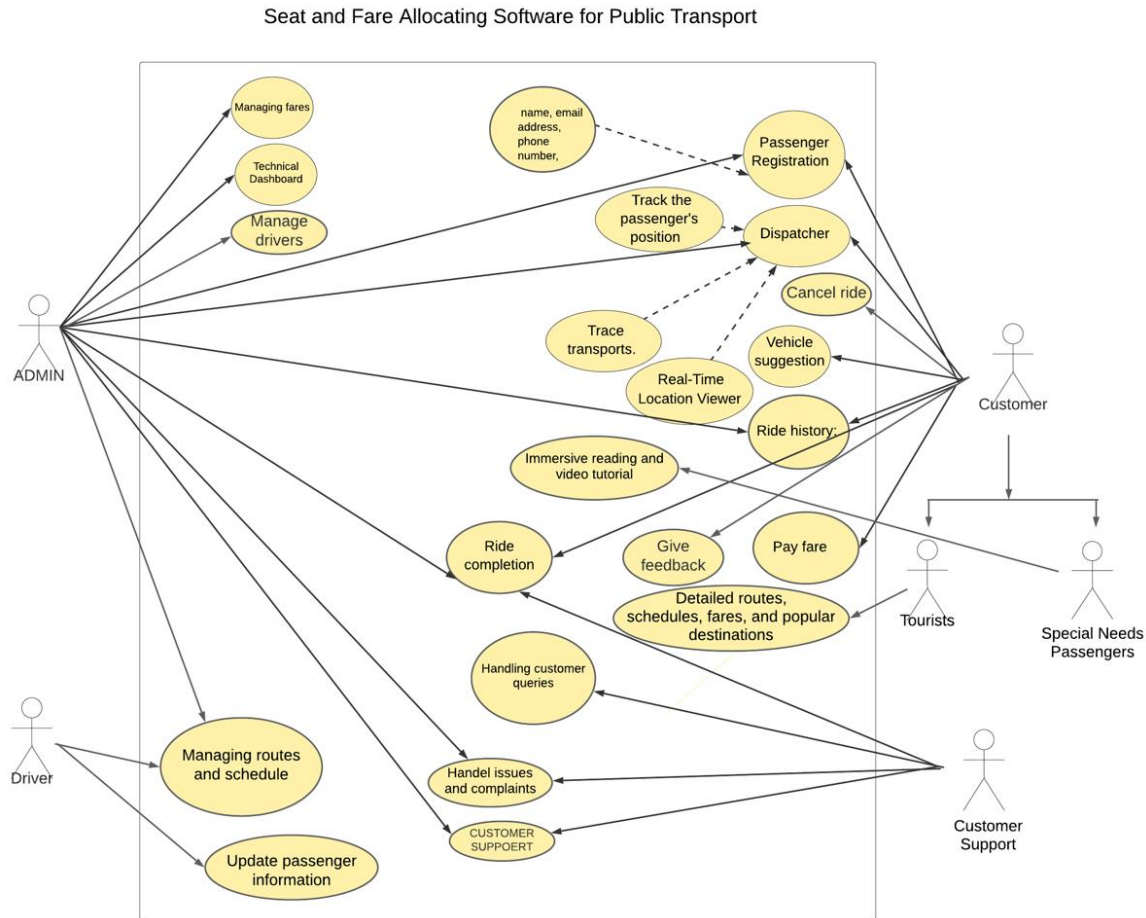 Seat and Fare Allocating Software for Public Transport
Managing fares
name, email
address,
phone
number,
Passenger
Registration
Technical
Dashboard
Manage
drivers
Track the
passenger's
position
Dispatcher
Cancel ride
Trace
transports.
Vehicle
suggestion
Real-Time
Location Viewer
ADMIN
Customer
Ride history;
Immersive reading and
video tutorial
Ride
completion
Give
feedback
Pay fare
Detailed routes,
schedules, fares, and popular
destinations
Tourists
Special Needs
Passengers
Handling customer
queries
Managing routes
and schedule
Driver
Handel issues
and complaints
CUSTOMER
SUPPOERT
Customer
Support
Update passenger
information